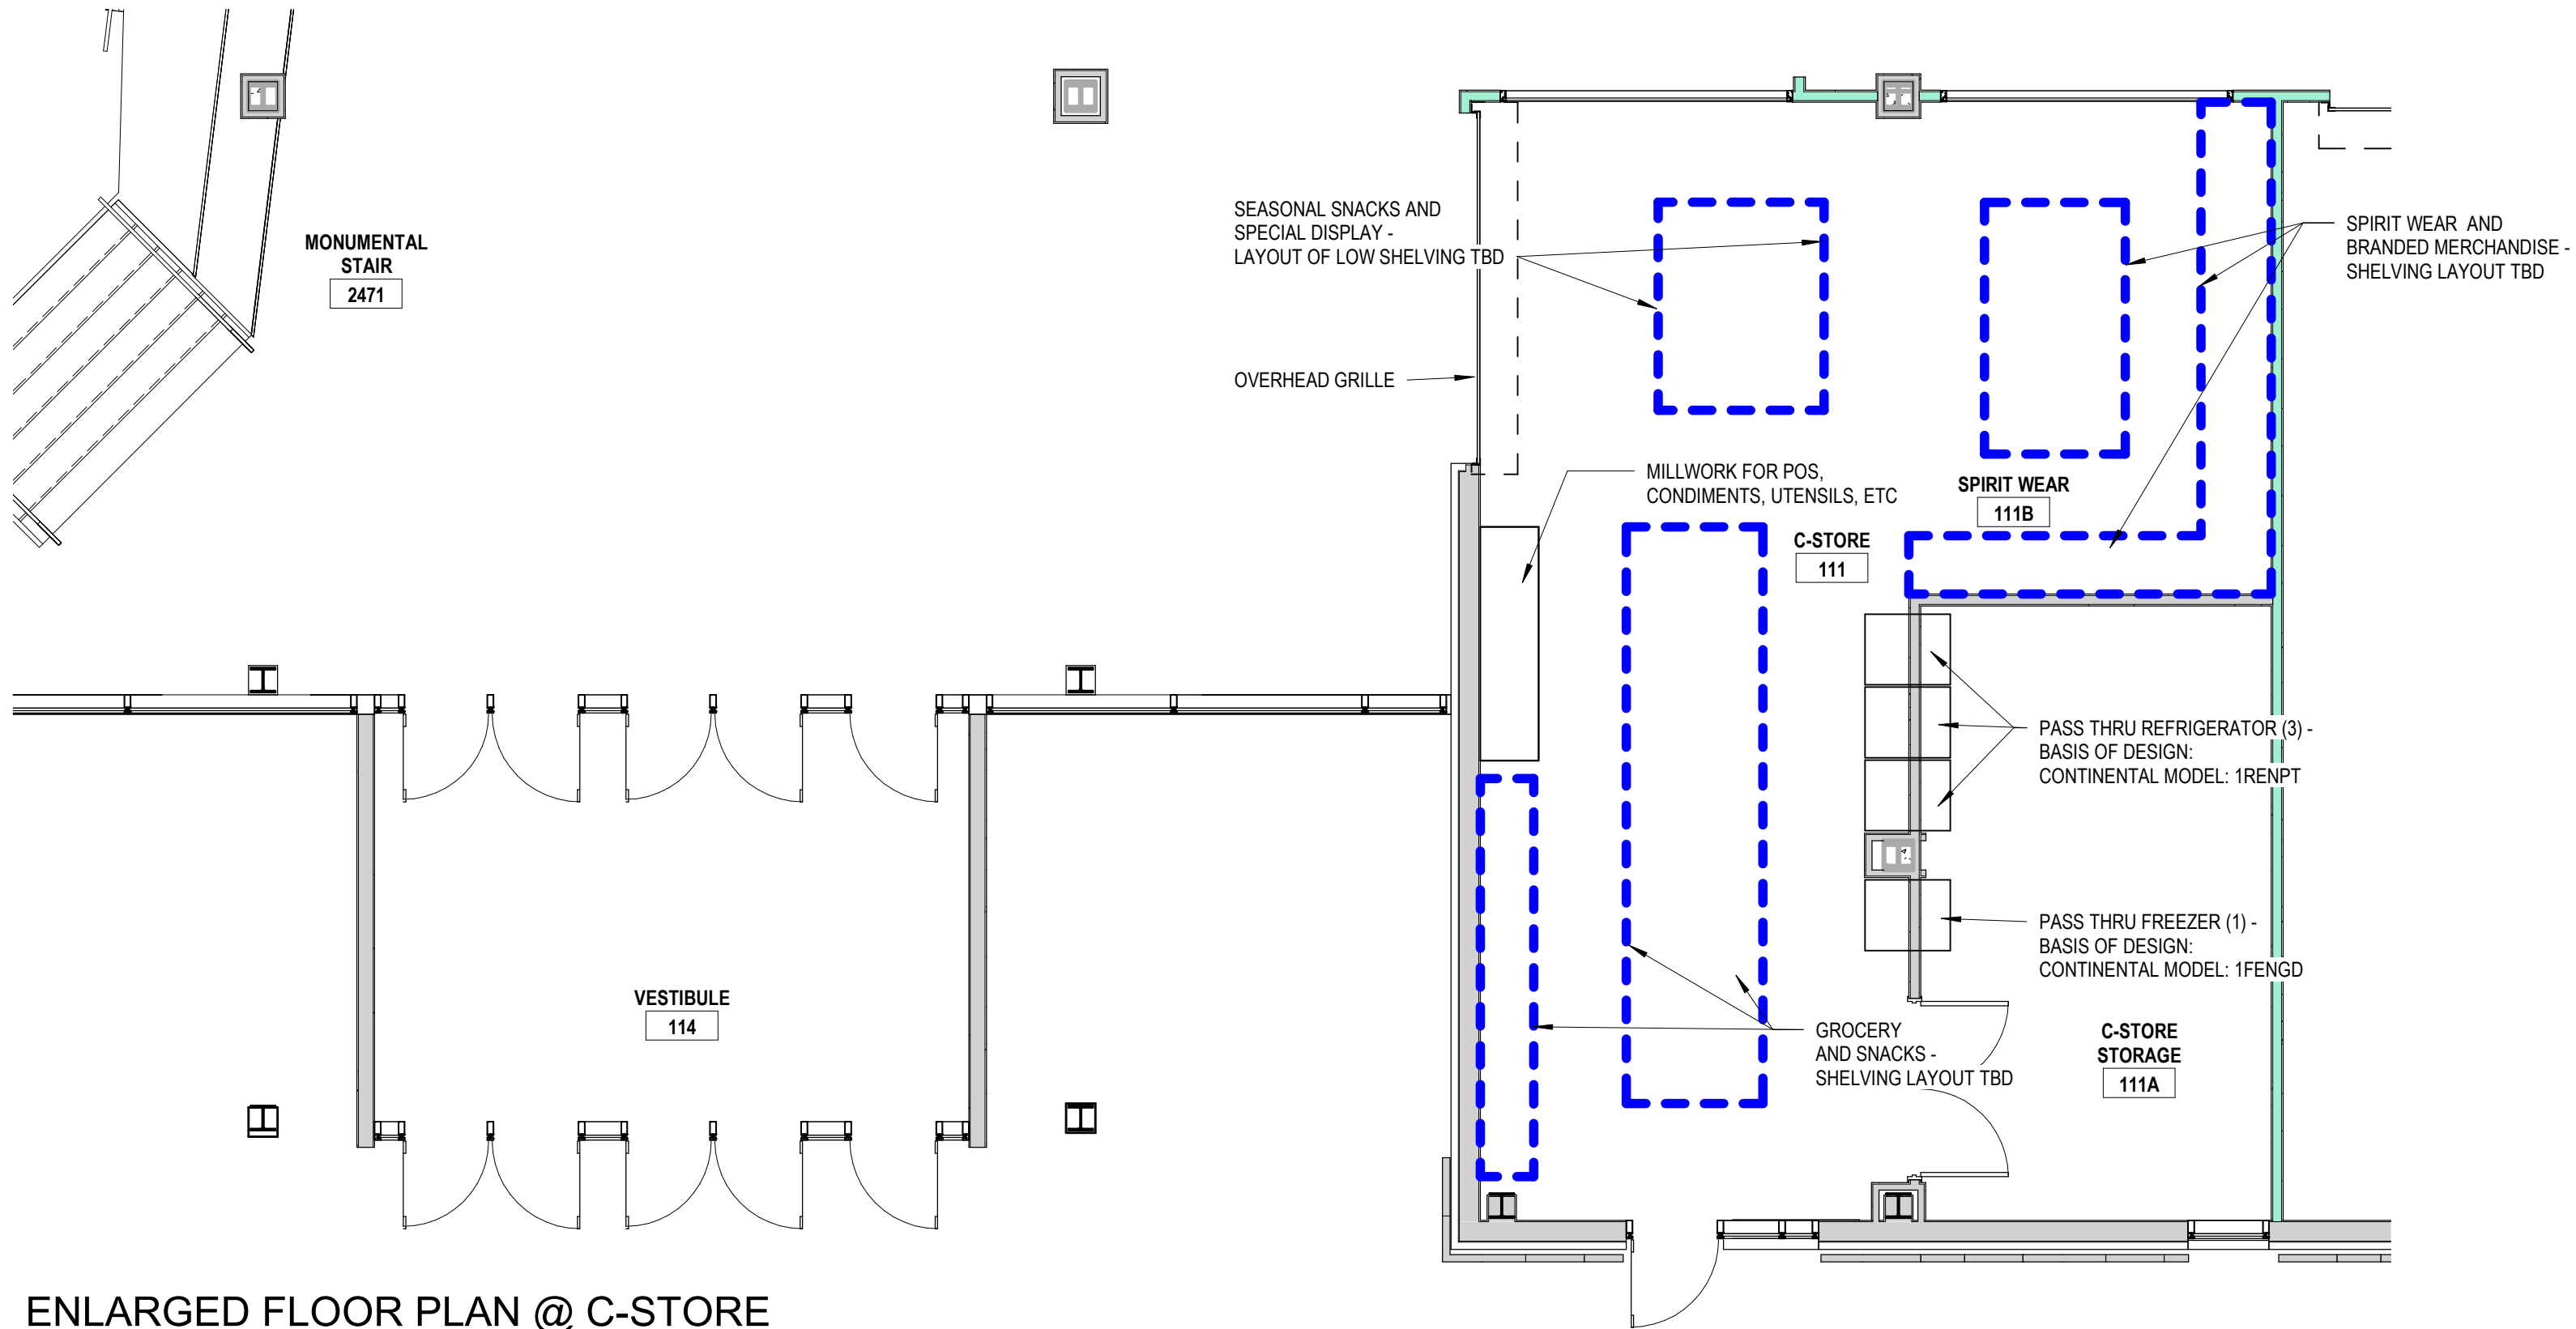 SEASONAL SNACKS AND
SPECIAL DISPLAY -
LAYOUT OF LOW SHELVING TBD
SPIRIT WEAR  AND
BRANDED MERCHANDISE -
SHELVING LAYOUT TBD
MONUMENTAL
STAIR
2471
OVERHEAD GRILLE
MILLWORK FOR POS,
CONDIMENTS, UTENSILS, ETC
SPIRIT WEAR
111B
C-STORE
111
PASS THRU REFRIGERATOR (3) -
BASIS OF DESIGN:
CONTINENTAL MODEL: 1RENPT
PASS THRU FREEZER (1) -
BASIS OF DESIGN:
CONTINENTAL MODEL: 1FENGD
VESTIBULE
114
GROCERY
AND SNACKS -
SHELVING LAYOUT TBD
C-STORE
STORAGE
111A
ENLARGED FLOOR PLAN @ C-STORE